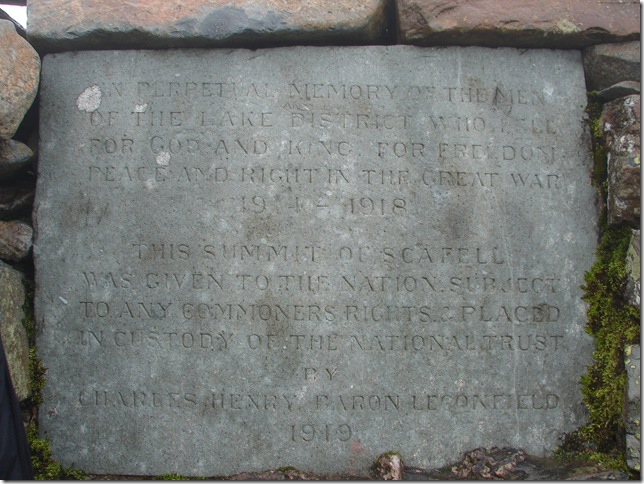 IN PERPETUAL MEMORY OF THE MEN
OF THE LAKE DISTRICT WHO FELL
FOR GOD AND KING, FOR FREEDOM
PEACE AND RIGHT IN THE GREAT WAR
1914 – 1918
THIS SUMMIT OF SCAFELL
WAS GIVEN TO THE NATION, SUBJECT
TO ANY COMMONERS RIGHTS, & PLACED
IN CUSTODY OF THE NATIONAL TRUST
BY
CHARLES HENRY, BARON LECONFIELD
1919